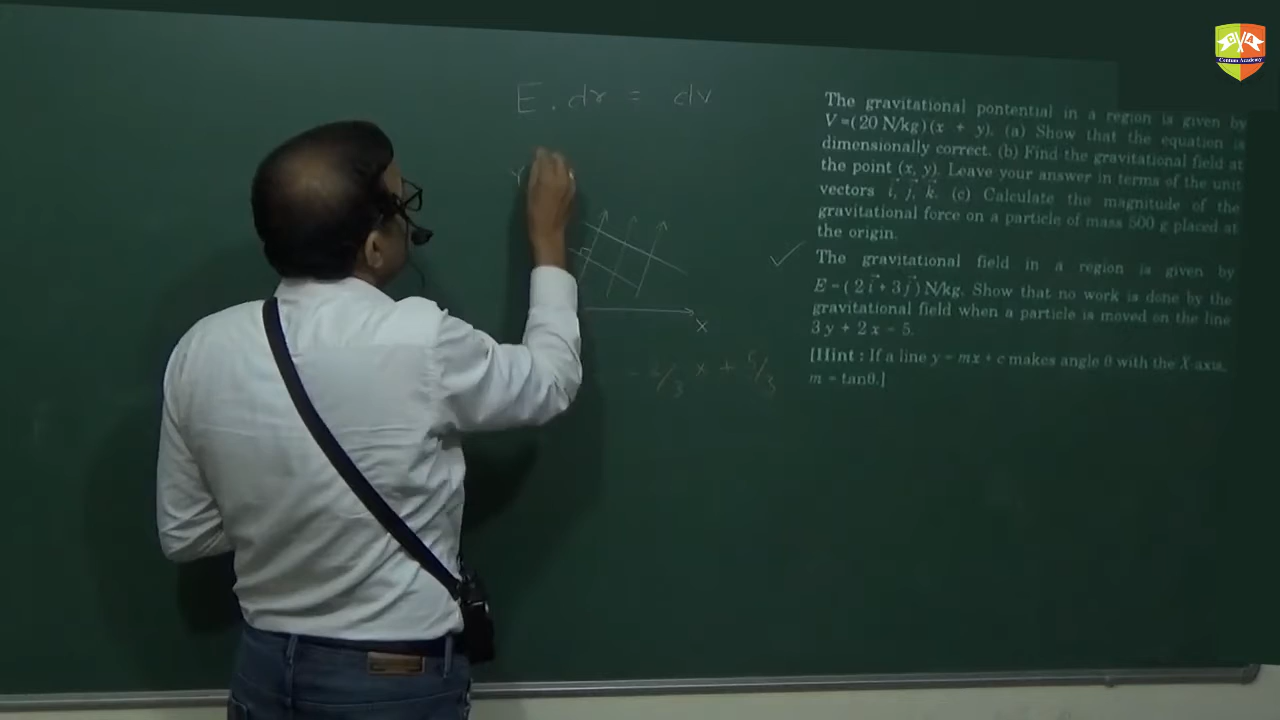 E . dr = dv
Y
X
- 2/3 x + 5/3
The gravitational pontential in a region is given by
V =( 20 N/kg) (x + y). (a) Show that the equation is
dimensionally correct. (b) Find the gravitational field at
the point (x, y). Leave your answer in terms of the unit
vectors i⃗, j⃗, k⃗. (c) Calculate the magnitude of the
gravitational force on a particle of mass 500 g placed at
the origin.
The gravitational field in a region is given by
E = ( 2 i⃗ + 3 j⃗ ) N/kg. Show that no work is done by the
gravitational field when a particle is moved on the line
3 y + 2 x = 5.
[Hint : If a line y = mx + c makes angle θ with the X-axis,
m = tanθ.]
C A
Centum Academy